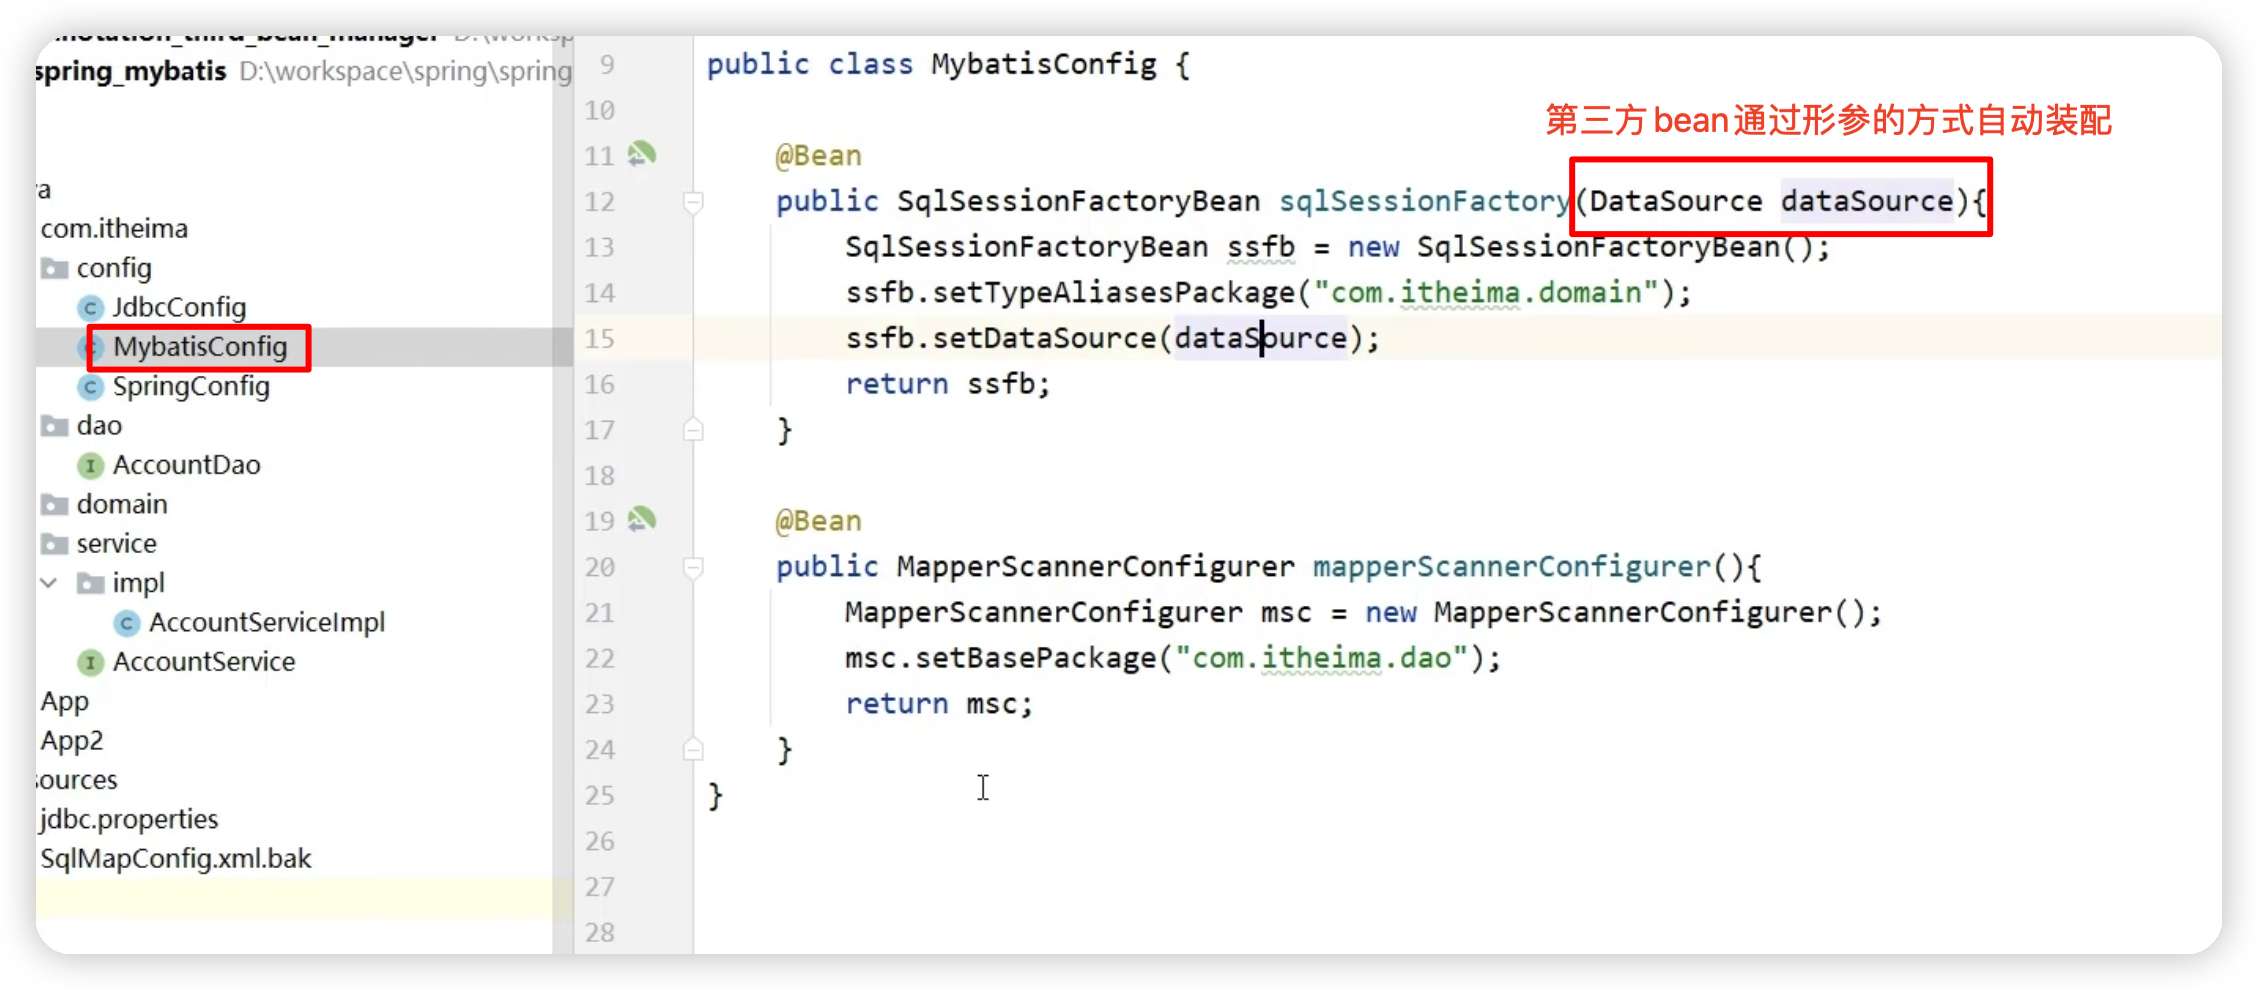 spring_mybatis D:\workspace\spring\spring
ra
com.itheima
config
JdbcConfig
MybatisConfig
SpringConfig
dao
AccountDao
domain
service
impl
AccountServiceImpl
AccountService
App
App2
sources
jdbc.properties
SqlMapConfig.xml.bak
第三方bean通过形参的方式自动装配
9 public class MybatisConfig {
10
11 @Bean
12 public SqlSessionFactoryBean sqlSessionFactory(DataSource dataSource){
13 SqlSessionFactoryBean ssfb = new SqlSessionFactoryBean();
14 ssfb.setTypeAliasesPackage("com.itheima.domain");
15 ssfb.setDataSource(dataSource);
16 return ssfb;
17 }
18
19 @Bean
20 public MapperScannerConfigurer mapperScannerConfigurer(){
21 MapperScannerConfigurer msc = new MapperScannerConfigurer();
22 msc.setBasePackage("com.itheima.dao");
23 return msc;
24 }
25 }
26
27
28